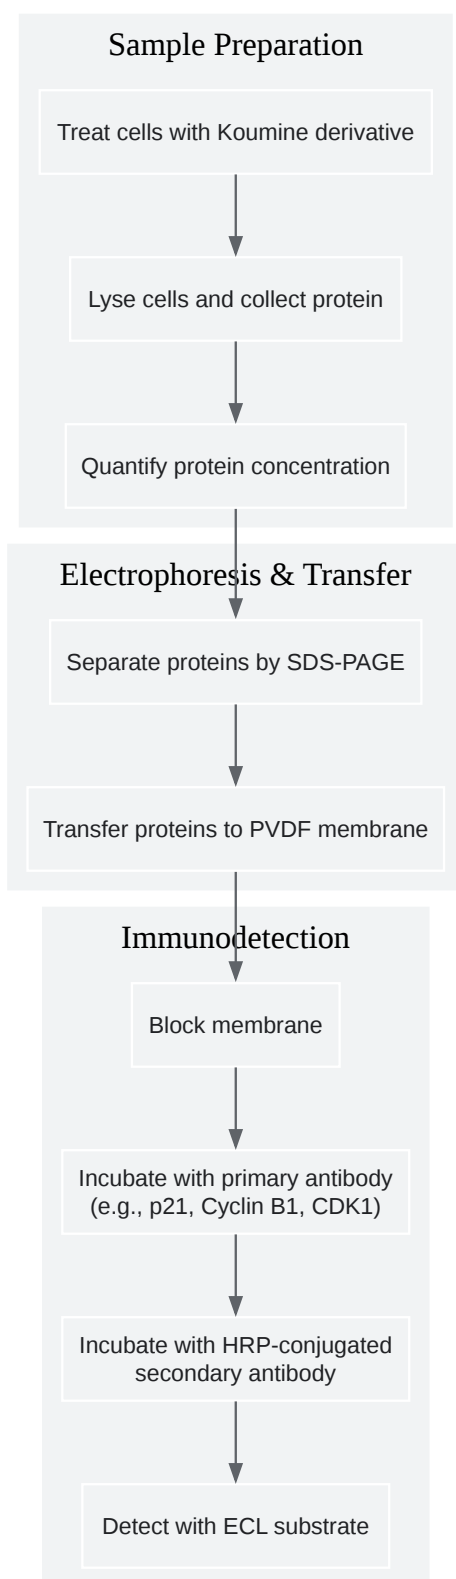 Sample Preparation
Treat cells with Koumine derivative
Lyse cells and collect protein
Quantify protein concentration
Electrophoresis & Transfer
Separate proteins by SDS-PAGE
Transfer proteins to PVDF membrane
Immunodetection
Block membrane
Incubate with primary antibody
(e.g., p21, Cyclin B1, CDK1)
Incubate with HRP-conjugated
secondary antibody
Detect with ECL substrate